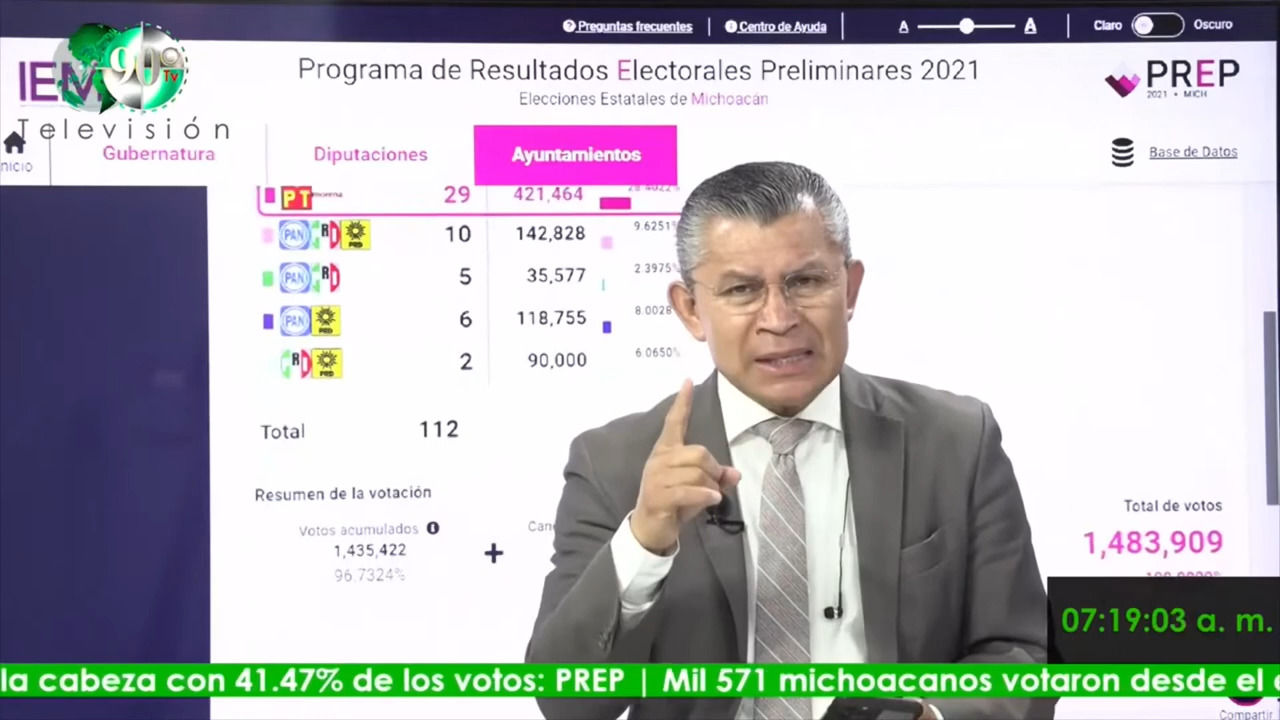 Preguntas frecuentes
Centro de Ayuda
A
A
Claro
Oscuro
IEM
90°
Tv
Televisión
Programa de Resultados Electorales Preliminares 2021
Elecciones Estatales de Michoacán
PREP
2021 • MICH
nicio
Gubernatura
Diputaciones
Ayuntamientos
Base de Datos
PT morena 29 421,464 28.4022%
PAN PRD 10 142,828 9.6251%
PAN 5 35,577 2.3975%
PAN PRD 6 118,755 8.0028
PRD 2 90,000 6.0650%
Total 112
Resumen de la votación
Votos acumulados
1,435,422
96.7324%
+
Can
Total de votos
1,483,909
07:19:03 a. m.
la cabeza con 41.47% de los votos: PREP | Mil 571 michoacanos votaron desde el e
Compartir